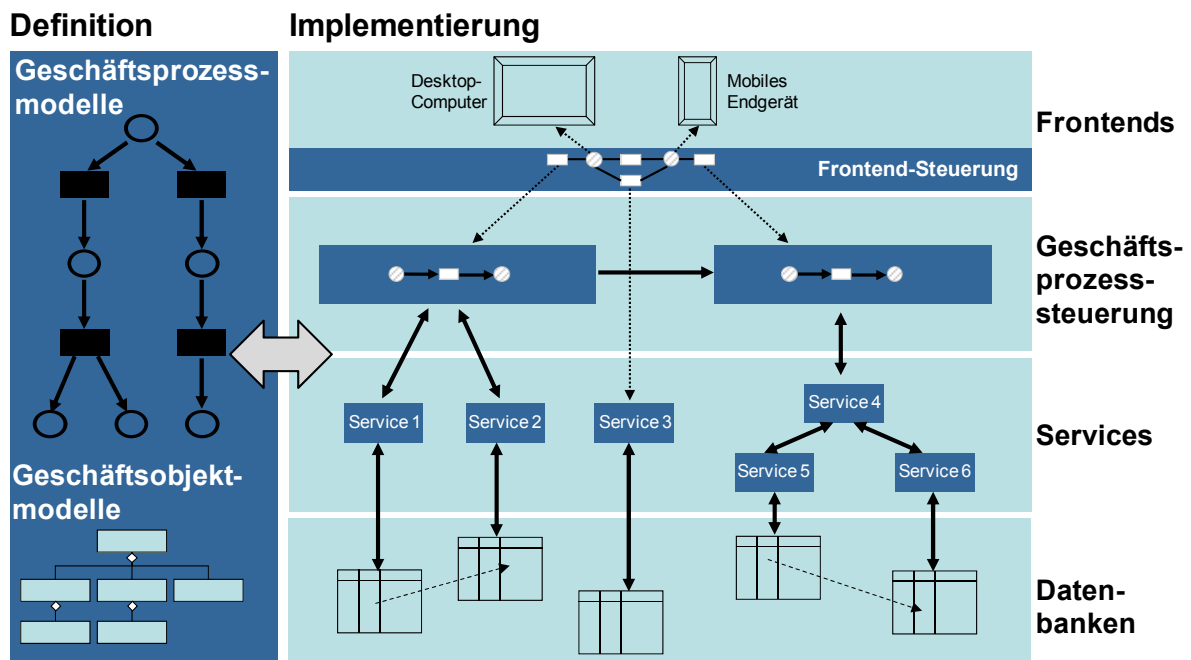 Definition
Implementierung
Geschäftsprozess-
modelle
Geschäftsobjekt-
modelle
Desktop-
Computer
Mobiles
Endgerät
Frontends
Frontend-Steuerung
Geschäfts-
prozess-
steuerung
Service 1
Service 2
Service 3
Service 4
Service 5
Service 6
Services
Daten-
banken